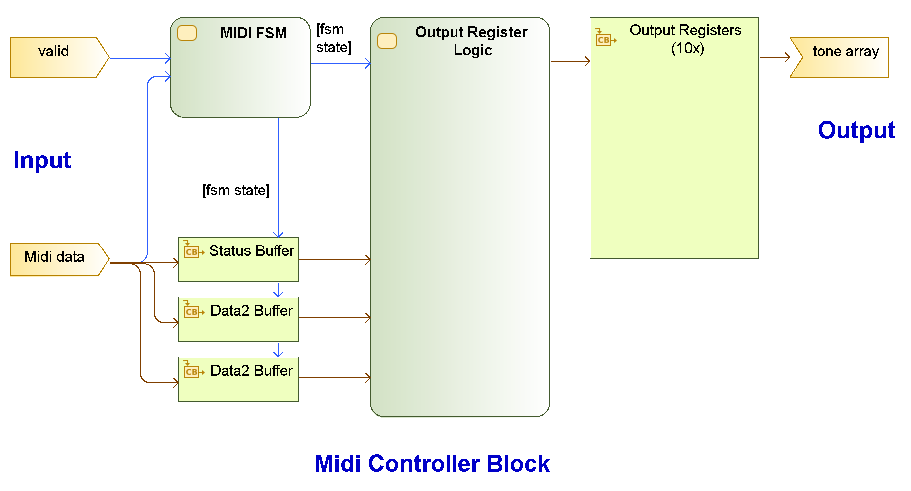 valid
MIDI FSM
[fsm
state]
Output Register
Logic
CB
Output Registers
(10x)
tone array
Input
Output
[fsm state]
Midi data
CB
Status Buffer
CB
Data2 Buffer
CB
Data2 Buffer
Midi Controller Block